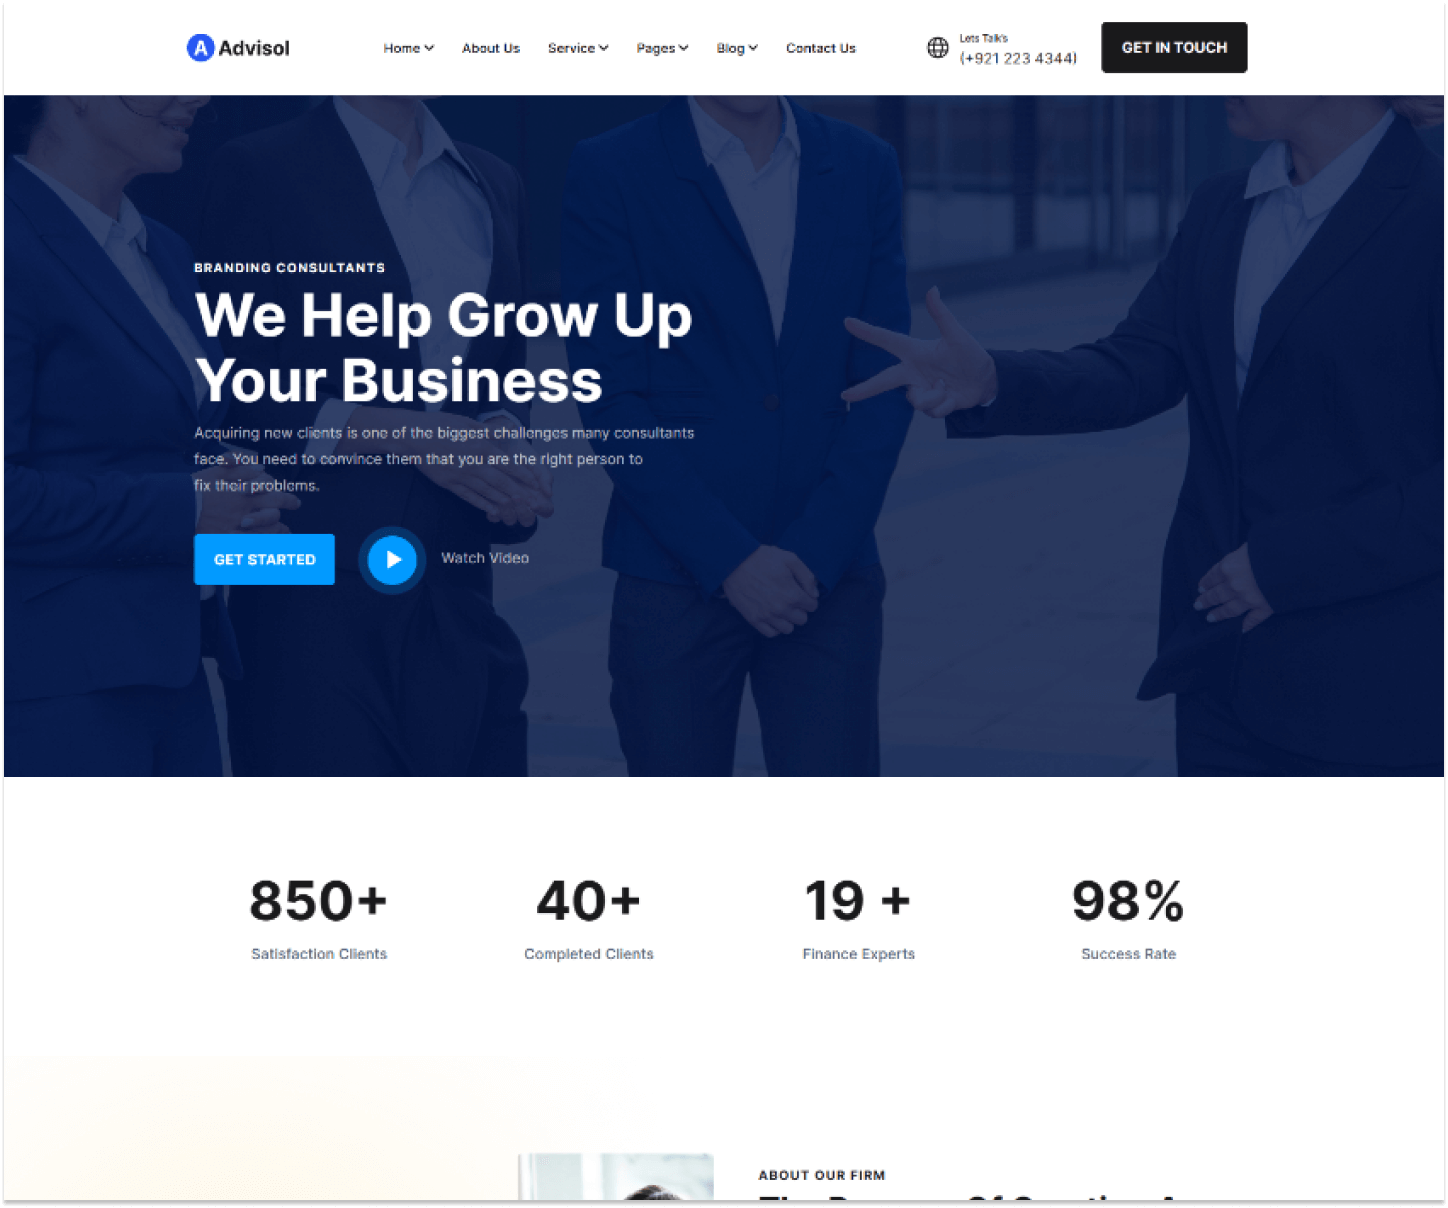 A Advisol
Home About Us Service Pages Blog Contact Us
Lets Talk's
(+921 223 4344)
GET IN TOUCH
BRANDING CONSULTANTS
We Help Grow Up
Your Business
Acquiring new clients is one of the biggest challenges many consultants
face. You need to convince them that you are the right person to
fix their problems.
GET STARTED
Watch Video
850+
Satisfaction Clients
40+
Completed Clients
19 +
Finance Experts
98%
Success Rate
ABOUT OUR FIRM